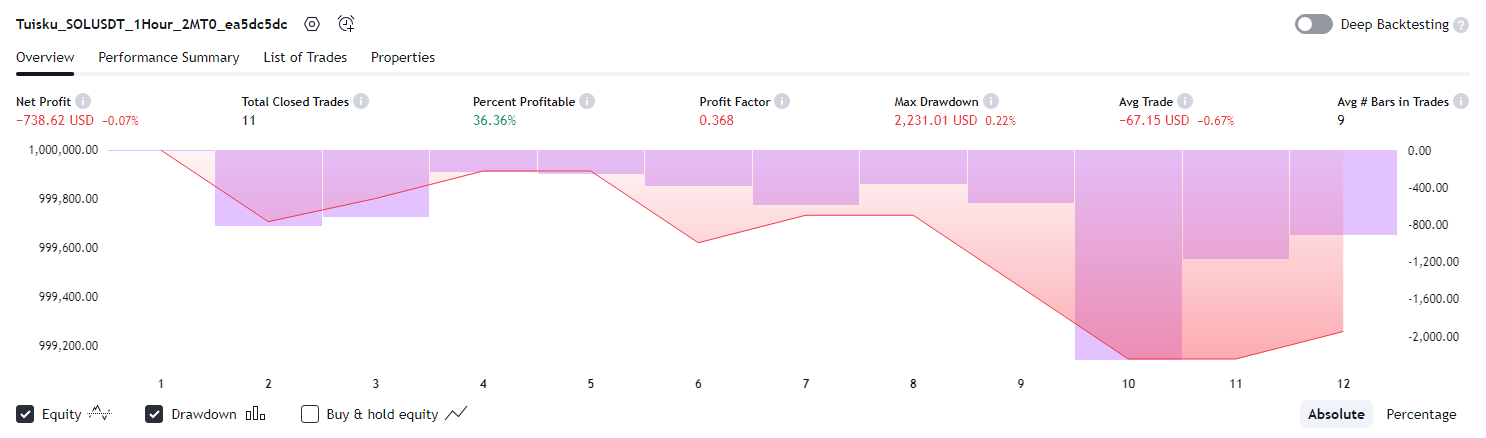 Tuisku_SOLUSDT_1Hour_2MT0_ea5dc5dc Deep Backtesting ?
Overview Performance Summary List of Trades Properties
Net Profit i Total Closed Trades i Percent Profitable i Profit Factor i Max Drawdown i Avg Trade i Avg # Bars in Trades i
−738.62 USD −0.07% 11 36.36% 0.368 2,231.01 USD 0.22% −67.15 USD −0.67% 9
1,000,000.00 0.00
999,800.00 -400.00
999,600.00 -800.00
999,400.00 -1,200.00
999,200.00 -1,600.00
-2,000.00
1 2 3 4 5 6 7 8 9 10 11 12
Equity Drawdown Buy & hold equity Absolute Percentage